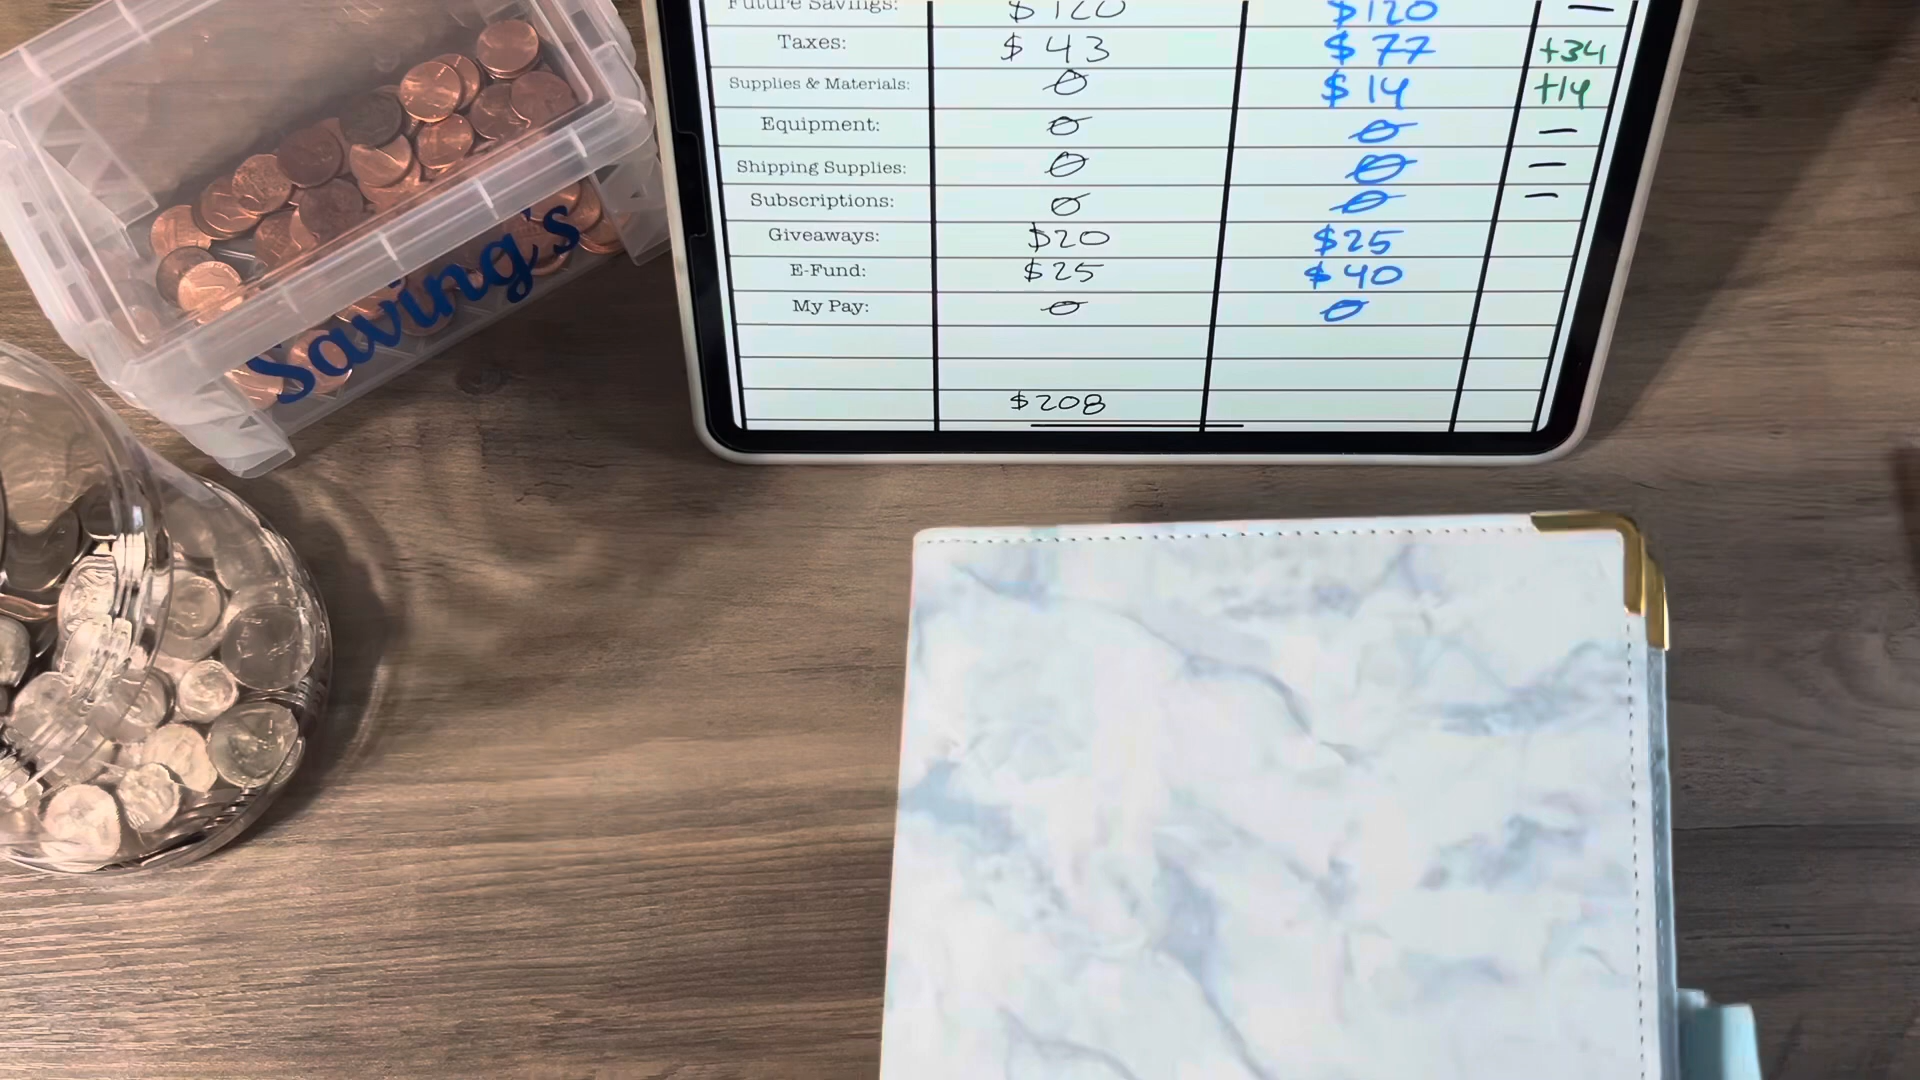 Future Savings: $120 $120 —
Taxes: $43 $77 +34
Supplies & Materials: 0 $14 +14
Equipment: 0 0 —
Shipping Supplies: 0 0 —
Subscriptions: 0 0 —
Giveaways: $20 $25
E-Fund: $25 $40
My Pay: 0 0
$208
Saving's